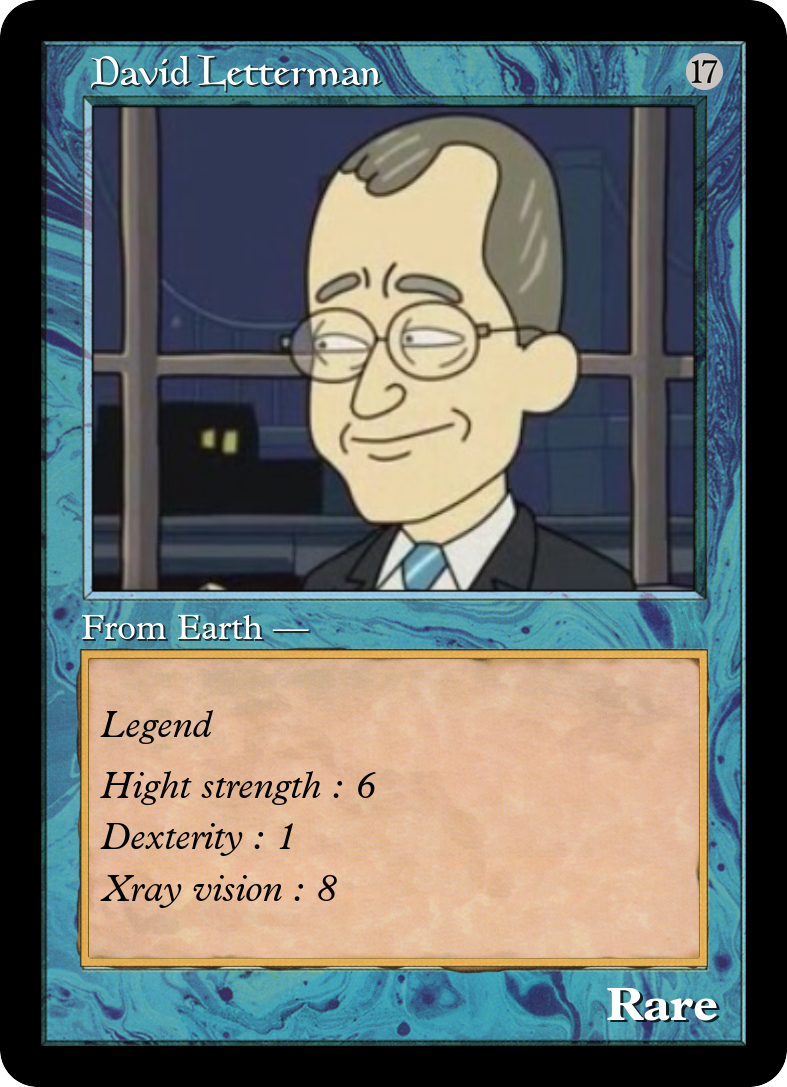 David Letterman
17
From Earth —
Legend
Hight strength : 6
Dexterity : 1
Xray vision : 8
Rare